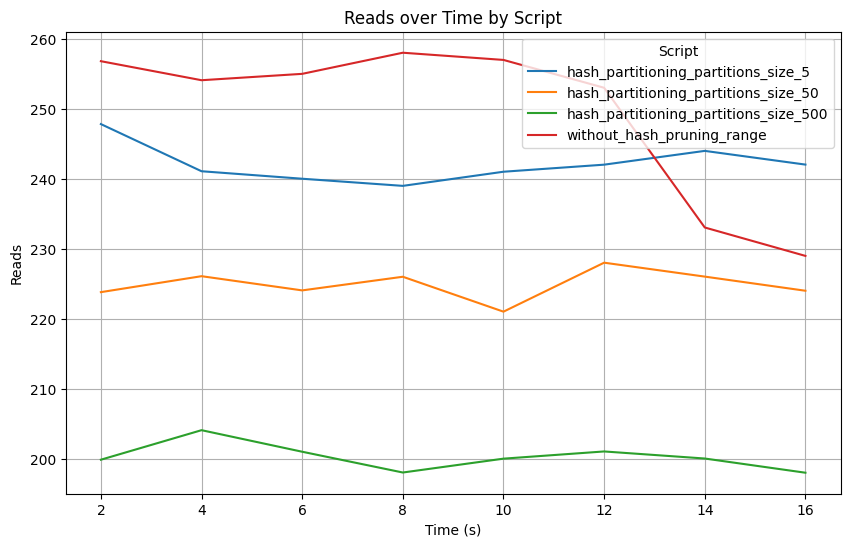 Reads over Time by Script
260
250
240
230
220
210
200
Reads
Script
hash_partitioning_partitions_size_5
hash_partitioning_partitions_size_50
hash_partitioning_partitions_size_500
without_hash_pruning_range
2 4 6 8 10 12 14 16
Time (s)